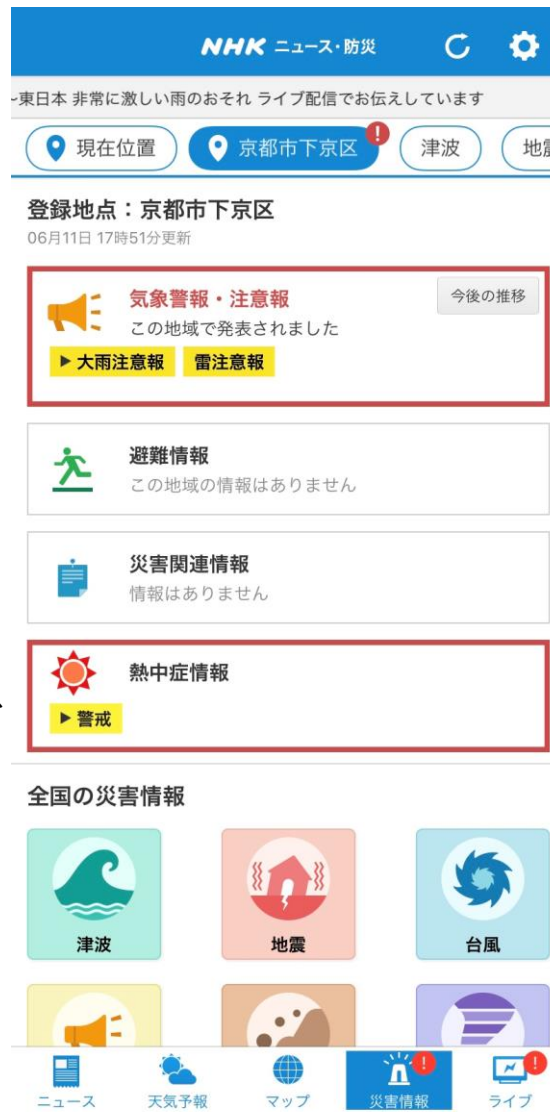 NHK ニュース・防災
東日本 非常に激しい雨のおそれ ライブ配信でお伝えしています
現在位置
京都市下京区
津波
登録地点：京都市下京区
06月11日 17時51分更新
気象警報・注意報
今後の推移
この地域で発表されました
▶ 大雨注意報 雷注意報
避難情報
この地域の情報はありません
災害関連情報
情報はありません
熱中症情報
▶ 警戒
全国の災害情報
津波
地震
台風
ニュース
天気予報
マップ
災害情報
ライブ